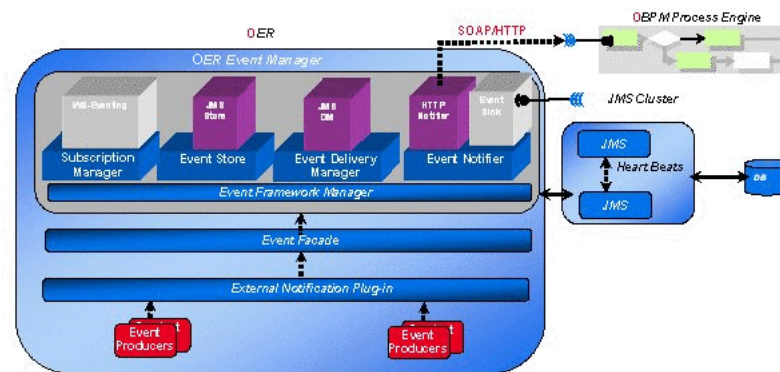 OER
SOAP/HTTP
OBPM Process Engine
OER Event Manager
WS-Eventing
JMS
Store
JMS
DM
HTTP
Notifier
Event
Sink
JMS Cluster
Subscription
Manager
Event Store
Event Delivery
Manager
Event Notifier
Event Framework Manager
JMS
Heart Beats
JMS
DB
Event Facade
External Notification Plug-in
Event
Producers
Event
Producers